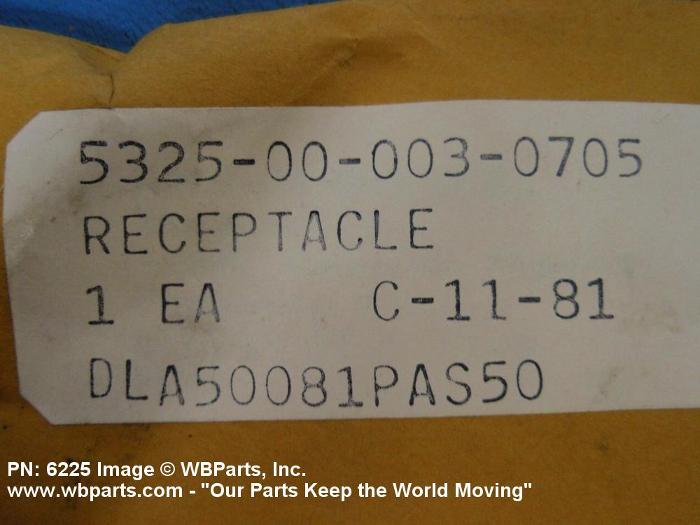 5325-00-003-0705
RECEPTACLE
1 EA C-11-81
DLA50081PAS50
PN: 6225 Image © WBParts, Inc.
www.wbparts.com - "Our Parts Keep the World Moving"